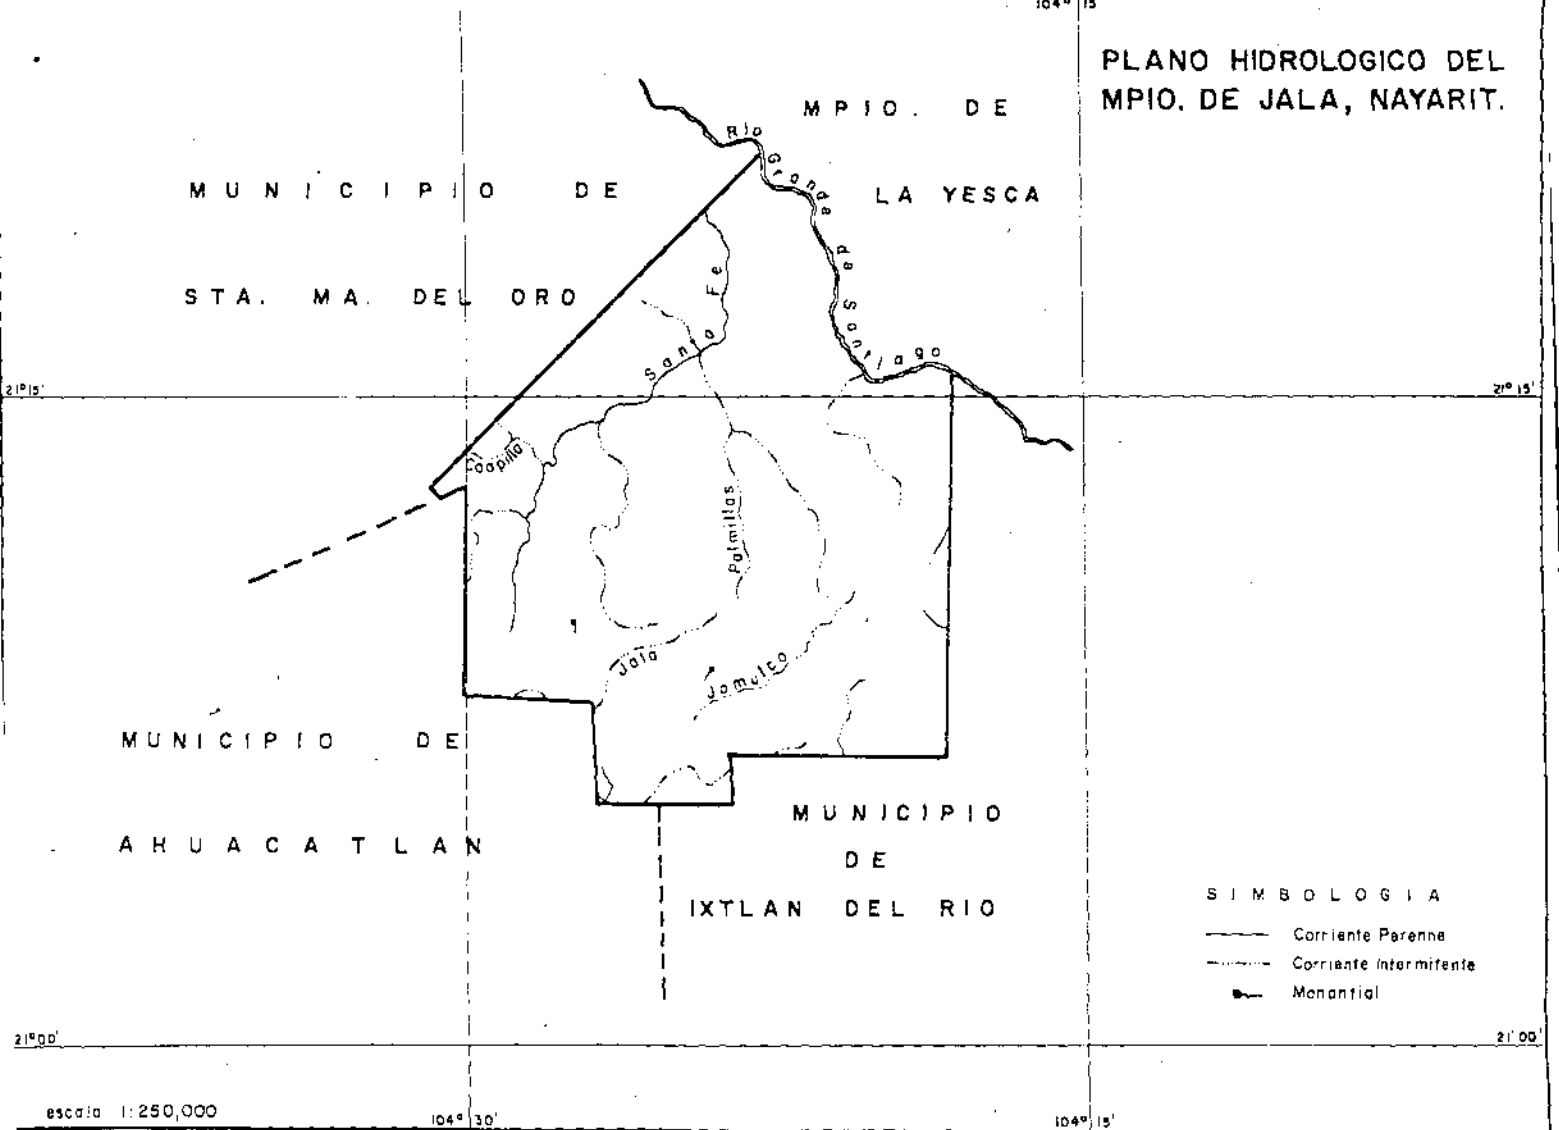 104° 15'
PLANO HIDROLOGICO DEL
MPIO. DE JALA, NAYARIT.
MPIO. DE
LA YESCA
MUNICIPIO DE
STA. MA. DEL ORO
Rio Grande de Santiago
Santa Fe
21° 15'
21° 15'
Capilla
Palmillas
Jala
Jomulco
MUNICIPIO DE
AHUACATLAN
MUNICIPIO
DE
IXTLAN DEL RIO
SIMBOLOGIA
Corriente Perenne
Corriente Intermitente
Manantial
21° 00'
21° 00'
escala 1:250,000
104° 30'
104° 15'